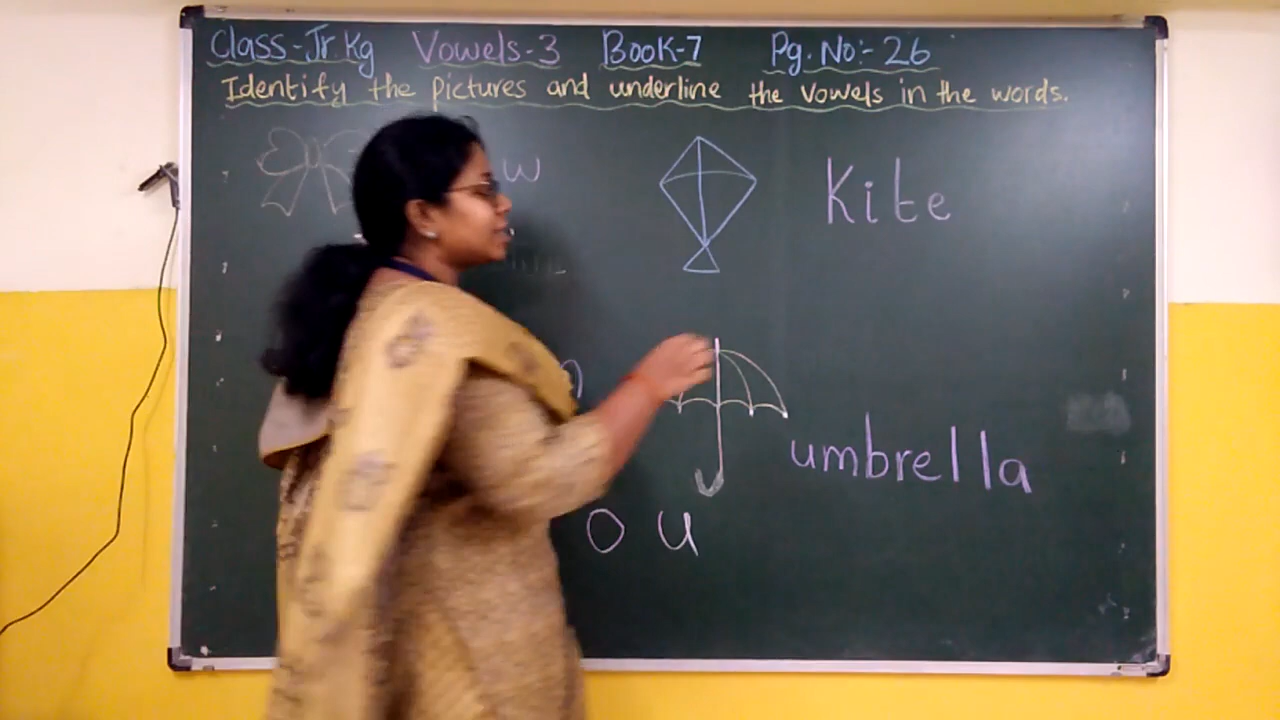 Class-Jr.Kg Vowels-3 Book-7 Pg.No:-26
Identify the pictures and underline the vowels in the words.
Kite
umbrella
o u